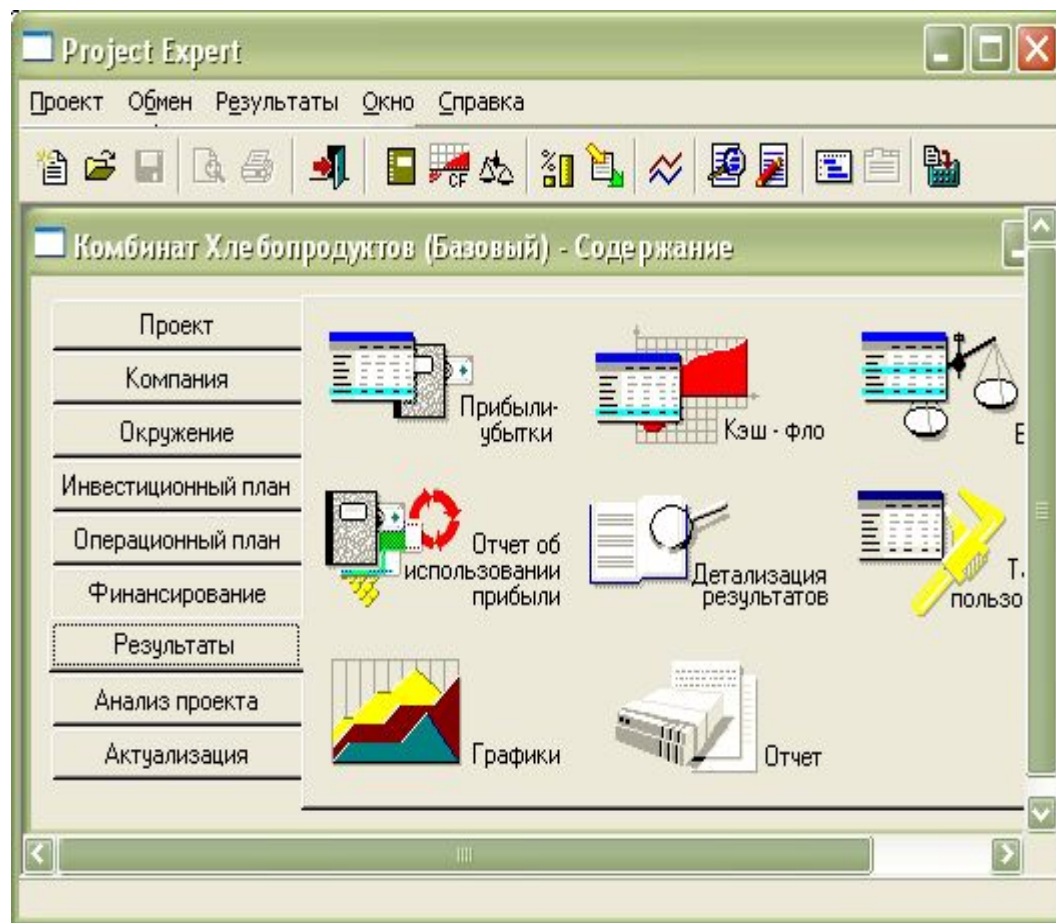 Project Expert
Проект Обмен Результаты Окно Справка
CF
Комбинат Хлебопродуктов (Базовый) - Содержание
Проект
Компания
Окружение
Инвестиционный план
Операционный план
Финансирование
Результаты
Анализ проекта
Актуализация
Прибыли-
убытки
Кэш - фло
Отчет об
использовании
прибыли
Детализация
результатов
Графики
Отчет